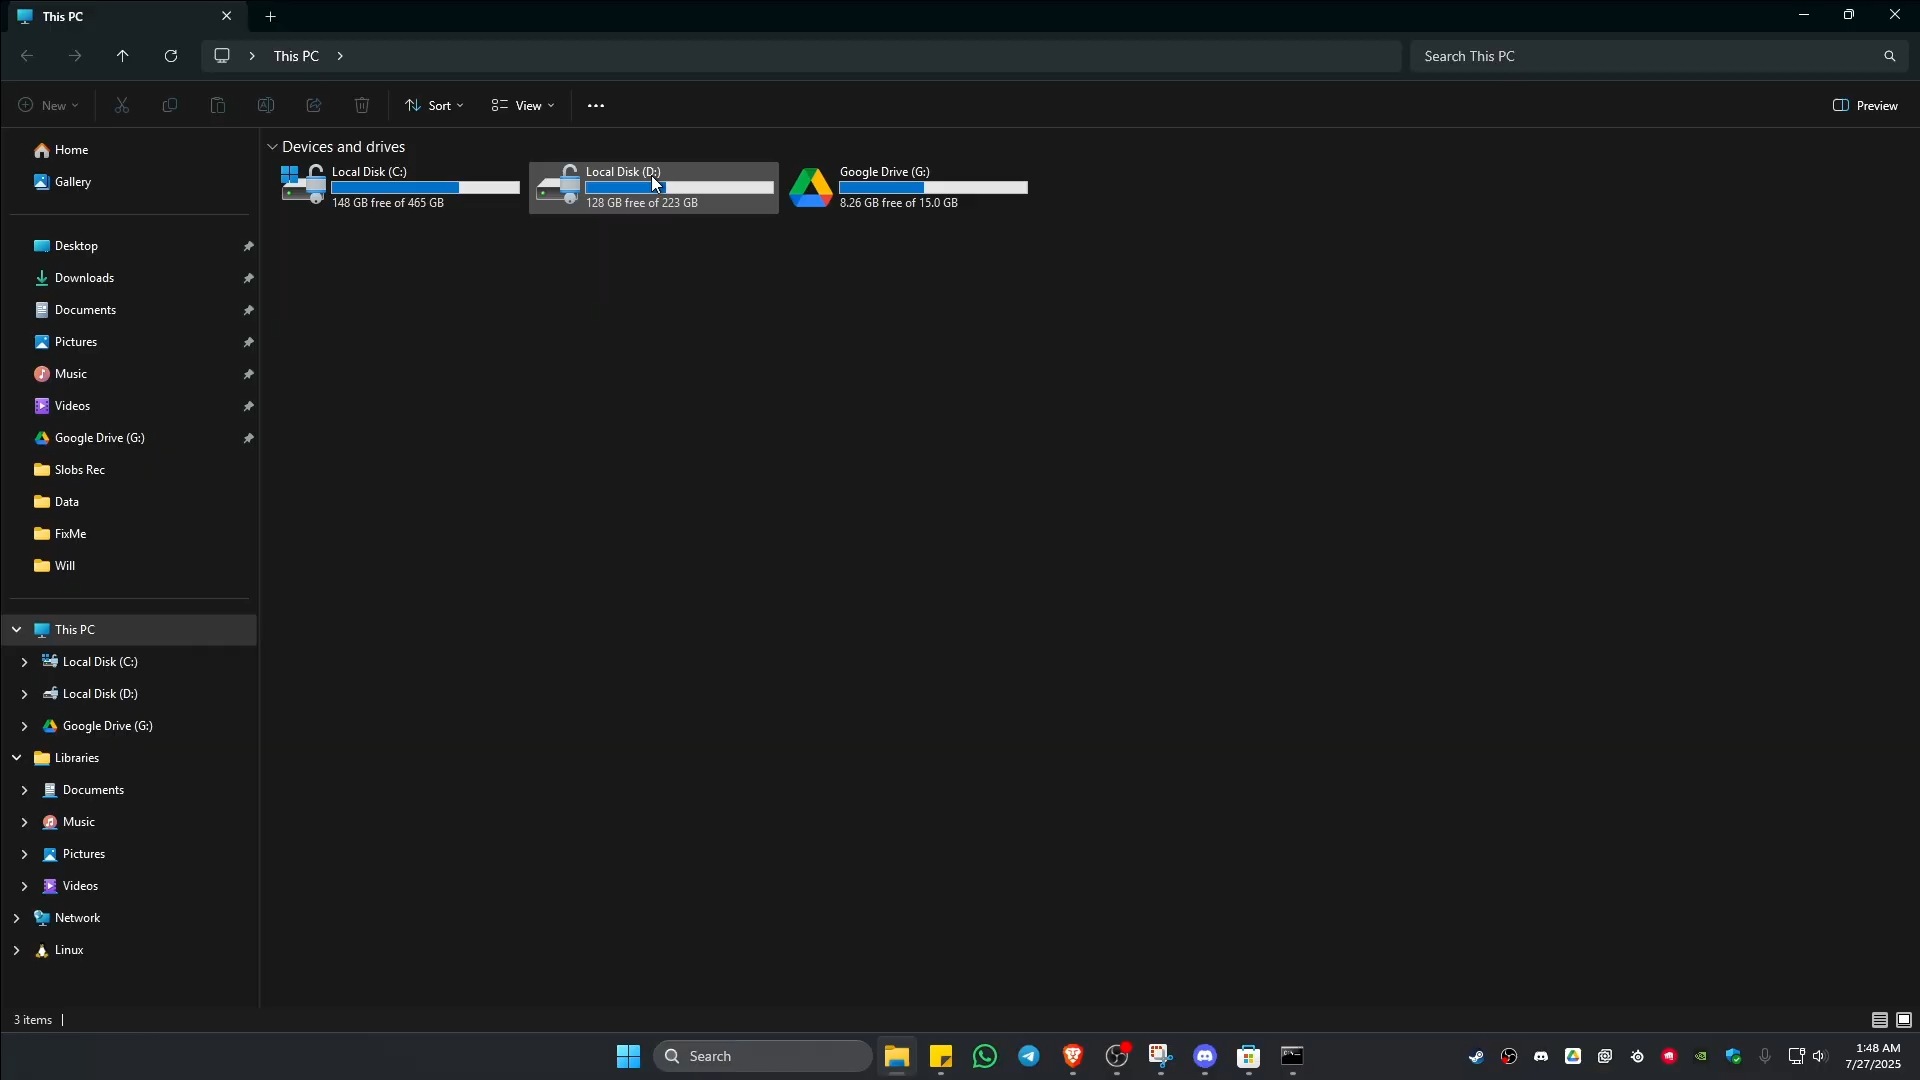 This PC
This PC
Search This PC
New
Sort
View
Preview
Home
Gallery
Desktop
Downloads
Documents
Pictures
Music
Videos
Google Drive (G:)
Slobs Rec
Data
FixMe
Will
This PC
Local Disk (C:)
Local Disk (D:)
Google Drive (G:)
Libraries
Documents
Music
Pictures
Videos
Network
Linux
Devices and drives
Local Disk (C:)
148 GB free of 465 GB
Local Disk (D:)
128 GB free of 223 GB
Google Drive (G:)
8.26 GB free of 15.0 GB
3 items
Search
1:48 AM
7/27/2025